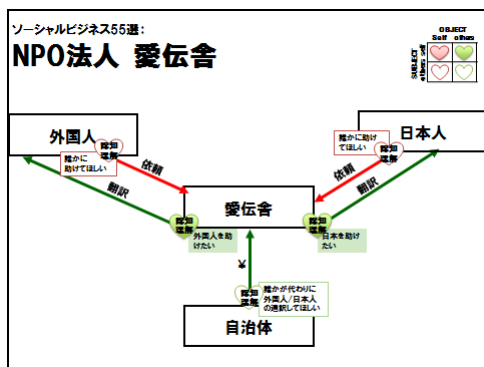 ソーシャルビジネス55選：
NPO法人 愛伝舎
OBJECT
Self others
SUBJECT
others self
外国人
日本人
認知
理解
誰かに
助けてほしい
認知
理解
誰かに助け
てほしい
依頼
翻訳
依頼
翻訳
愛伝舎
認知
理解
外国人を助
けたい
認知
理解
日本を助
けたい
¥
認知
理解
誰かが代わりに
外国人/日本人
の通訳してほしい
自治体